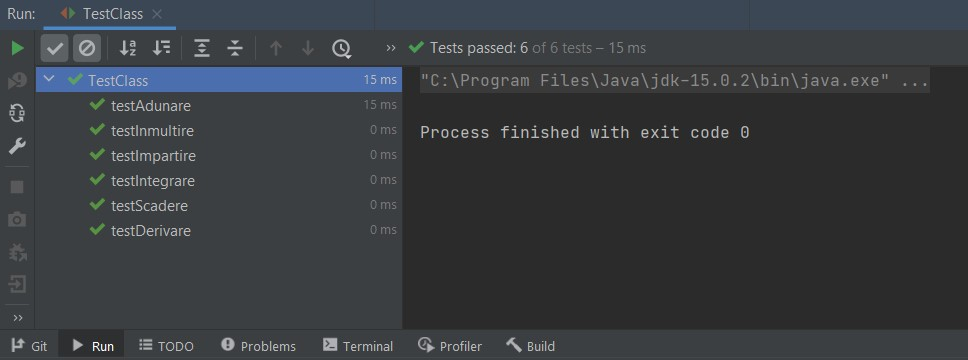 Run: TestClass
Tests passed: 6 of 6 tests – 15 ms
TestClass 15 ms
testAdunare 15 ms
testInmultire 0 ms
testImpartire 0 ms
testIntegrare 0 ms
testScadere 0 ms
testDerivare 0 ms
"C:\Program Files\Java\jdk-15.0.2\bin\java.exe" ...
Process finished with exit code 0
Git Run TODO Problems Terminal Profiler Build